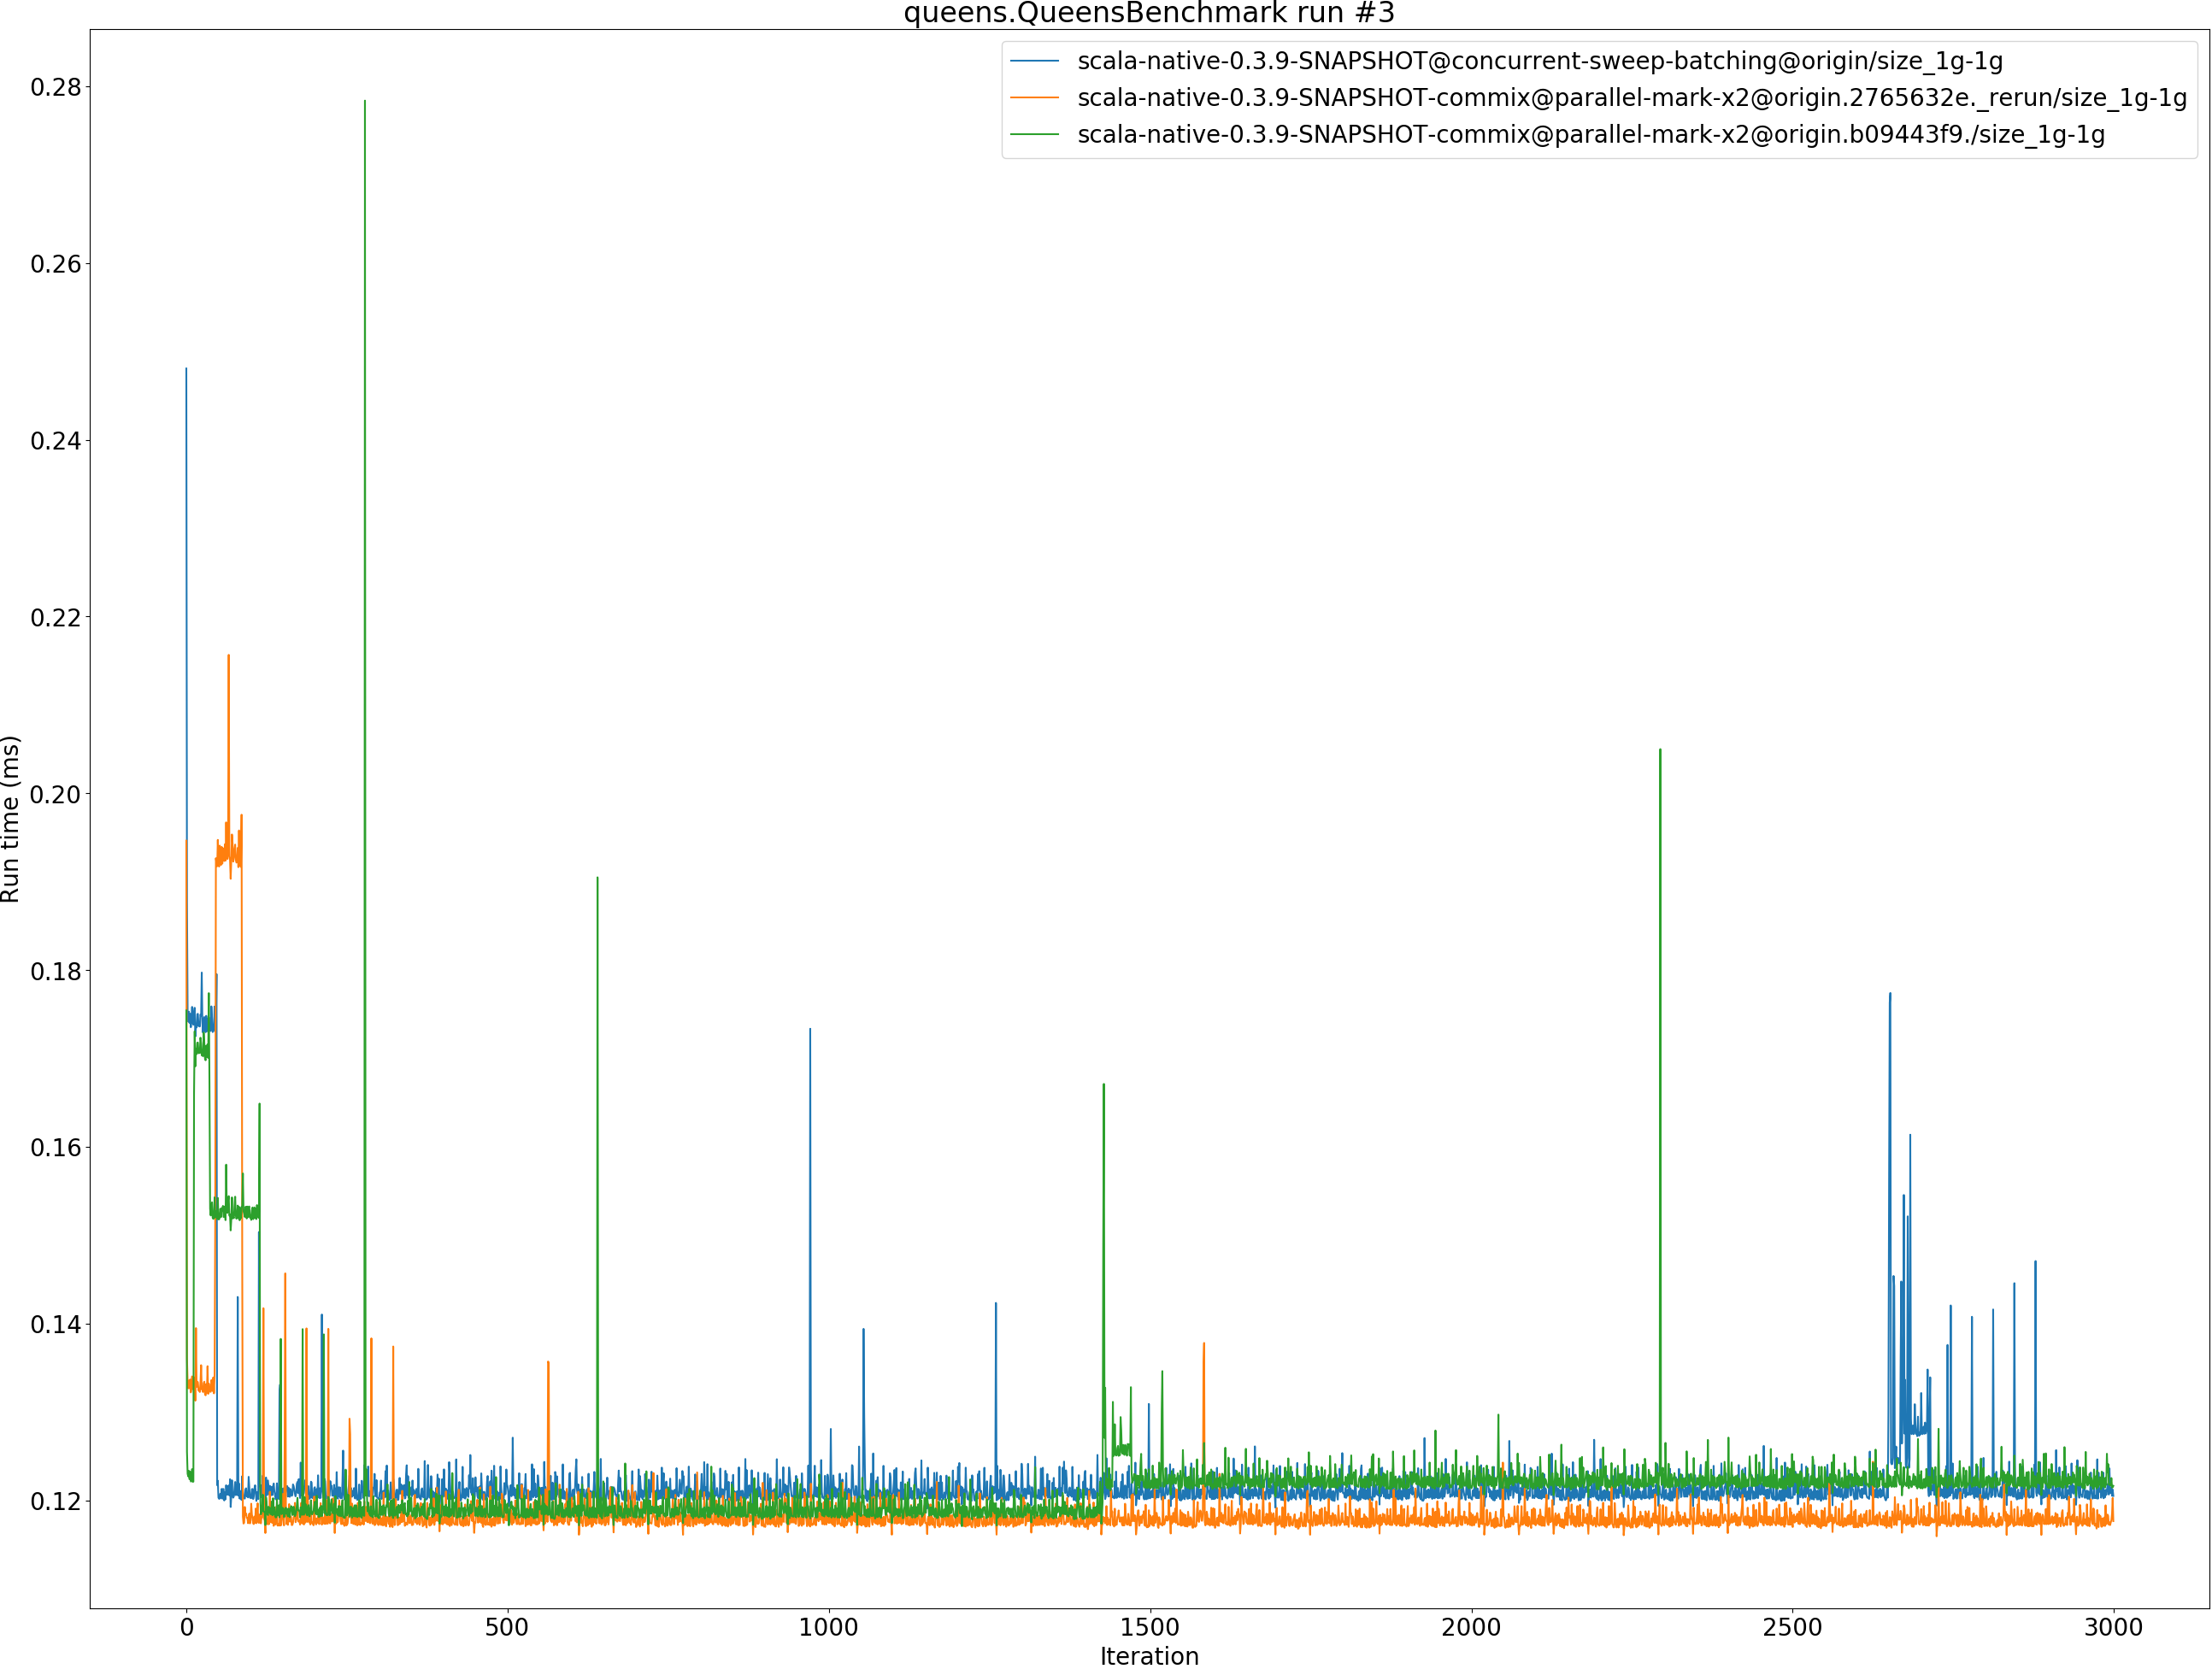 queens.QueensBenchmark run #3
scala-native-0.3.9-SNAPSHOT@concurrent-sweep-batching@origin/size_1g-1g
scala-native-0.3.9-SNAPSHOT-commix@parallel-mark-x2@origin.2765632e._rerun/size_1g-1g
scala-native-0.3.9-SNAPSHOT-commix@parallel-mark-x2@origin.b09443f9./size_1g-1g
Run time (ms)
0.28
0.26
0.24
0.22
0.20
0.18
0.16
0.14
0.12
0 500 1000 1500 2000 2500 3000
Iteration